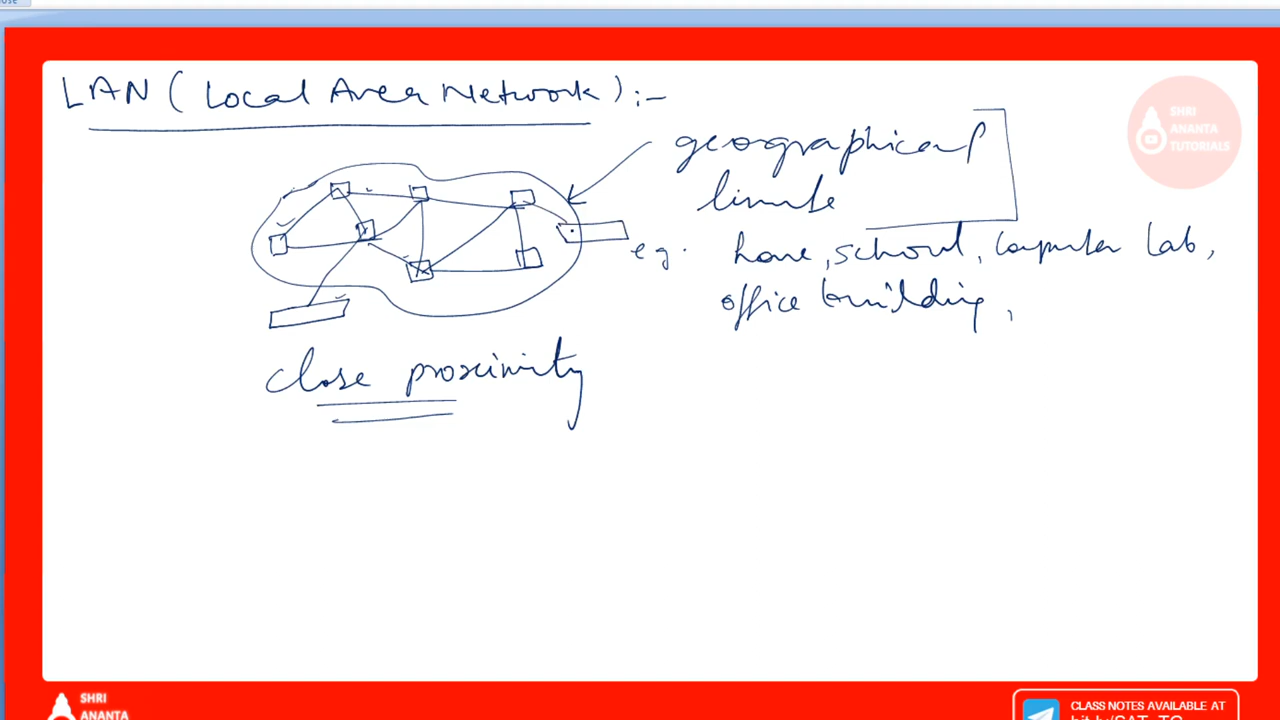 LAN (Local Area Network) :-
SHRI
ANANTA
TUTORIALS
geographical
limits
e.g. home, school, computer lab,
office building,
close proximity
SHRI
ANANTA
CLASS NOTES AVAILABLE AT